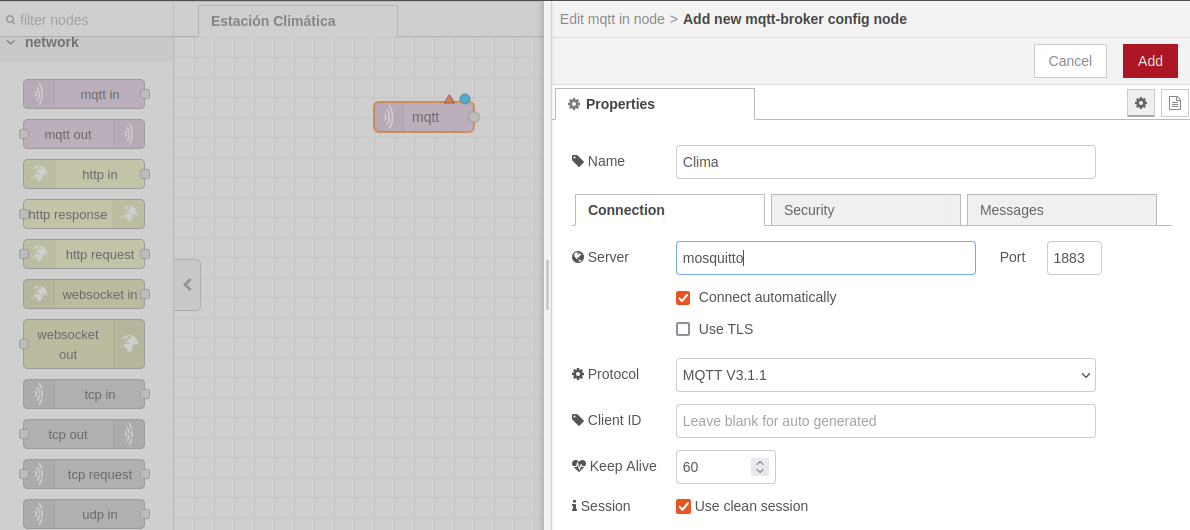 filter nodes
network
mqtt in
mqtt out
http in
http response
http request
websocket in
websocket
out
tcp in
tcp out
tcp request
udp in
Estación Climática
mqtt
Edit mqtt in node > Add new mqtt-broker config node
Cancel Add
Properties
Name Clima
Connection Security Messages
Server mosquitto Port 1883
Connect automatically
Use TLS
Protocol MQTT V3.1.1
Client ID Leave blank for auto generated
Keep Alive 60
Session Use clean session